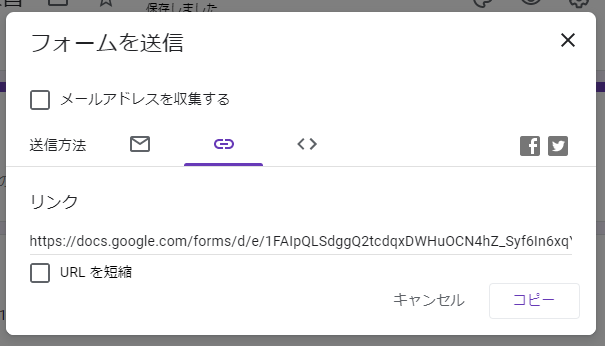 保存しました
フォームを送信
メールアドレスを収集する
送信方法
リンク
https://docs.google.com/forms/d/e/1FAIpQLSdggQ2tcdqxDWHuOCN4hZ_Syf6In6xq
URL を短縮
キャンセル
コピー